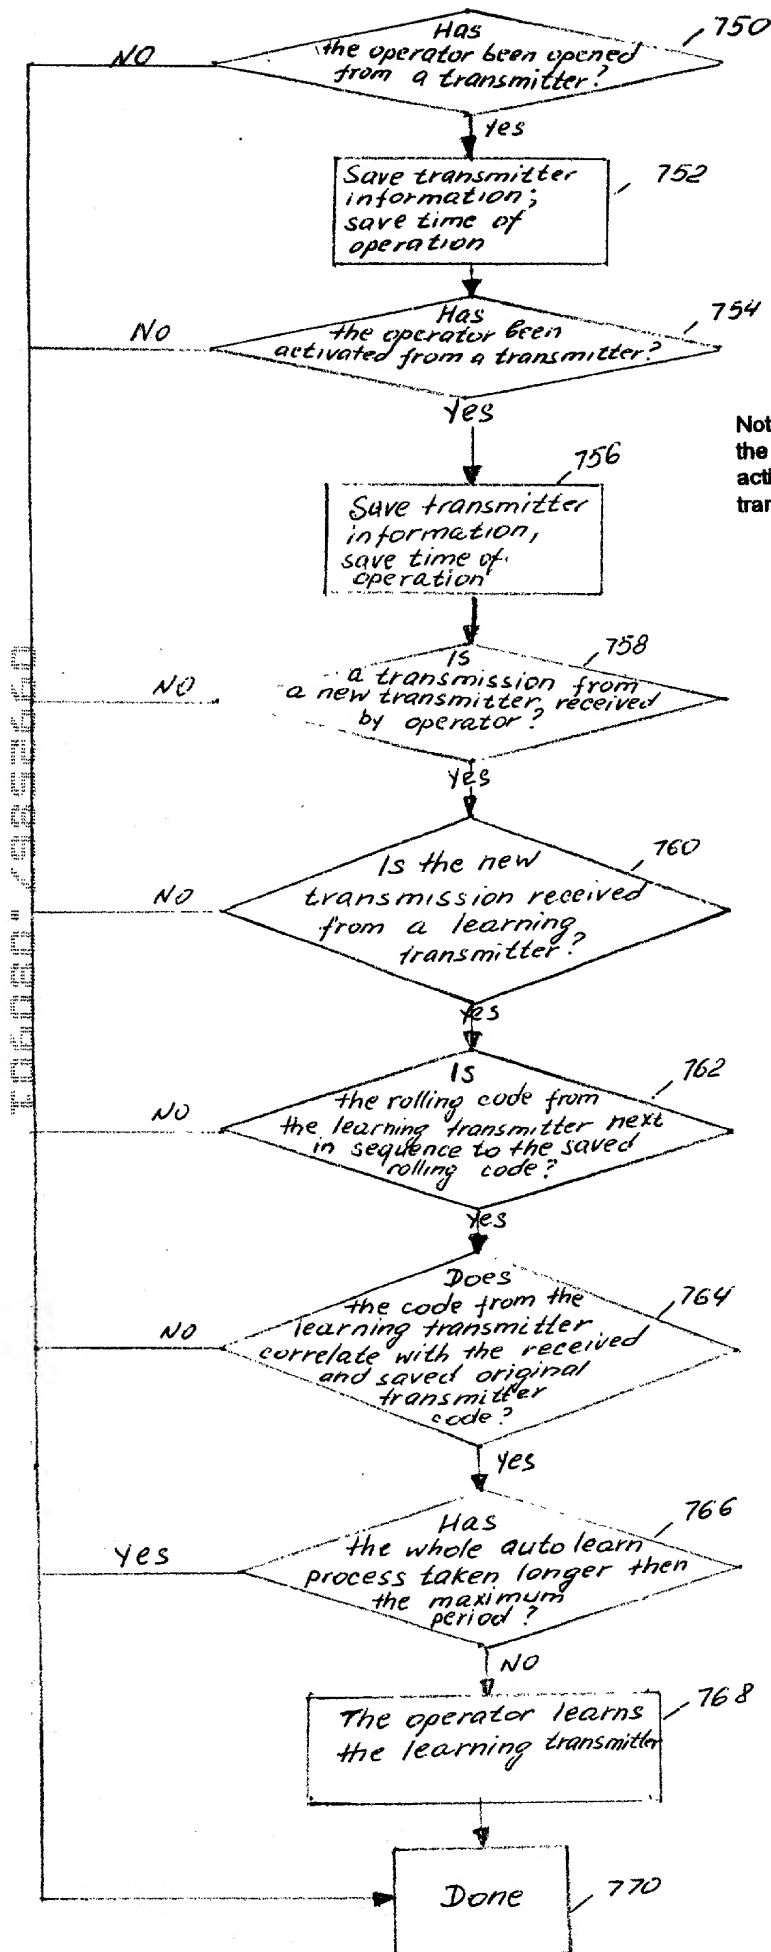 Has
the operator been opened
from a transmitter?
750
NO
Yes
Save transmitter
information;
save time of
operation
752
Has
the operator been
activated from a transmitter?
754
NO
Yes
Not
the
acti
tran
756
Save transmitter
information,
save time of
operation
Is
a transmission from
a new transmitter received
by operator?
758
NO
Yes
Is the new
transmission received
from a learning
transmitter?
760
NO
Yes
Is
the rolling code from
the learning transmitter next
in sequence to the saved
rolling code?
762
NO
Yes
Does
the code from the
learning transmitter
correlate with the received
and saved original
transmitter
code?
764
NO
Yes
Has
the whole autolearn
process taken longer then
the maximum
period?
766
Yes
NO
The operator learns
the learning transmitter
768
Done
770